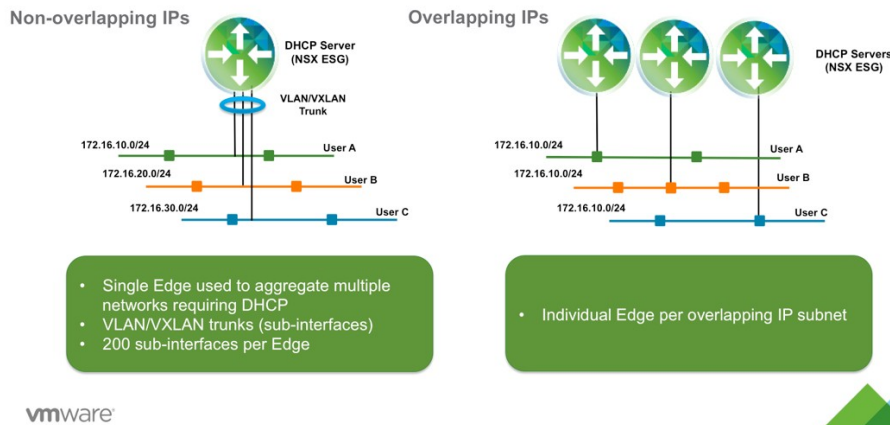 Non-overlapping IPs
DHCP Server
(NSX ESG)
VLAN/VXLAN
Trunk
172.16.10.0/24
User A
172.16.20.0/24
User B
172.16.30.0/24
User C
• Single Edge used to aggregate multiple
networks requiring DHCP
• VLAN/VXLAN trunks (sub-interfaces)
• 200 sub-interfaces per Edge
Overlapping IPs
DHCP Servers
(NSX ESG)
172.16.10.0/24
User A
172.16.10.0/24
User B
172.16.10.0/24
User C
• Individual Edge per overlapping IP subnet
vmware